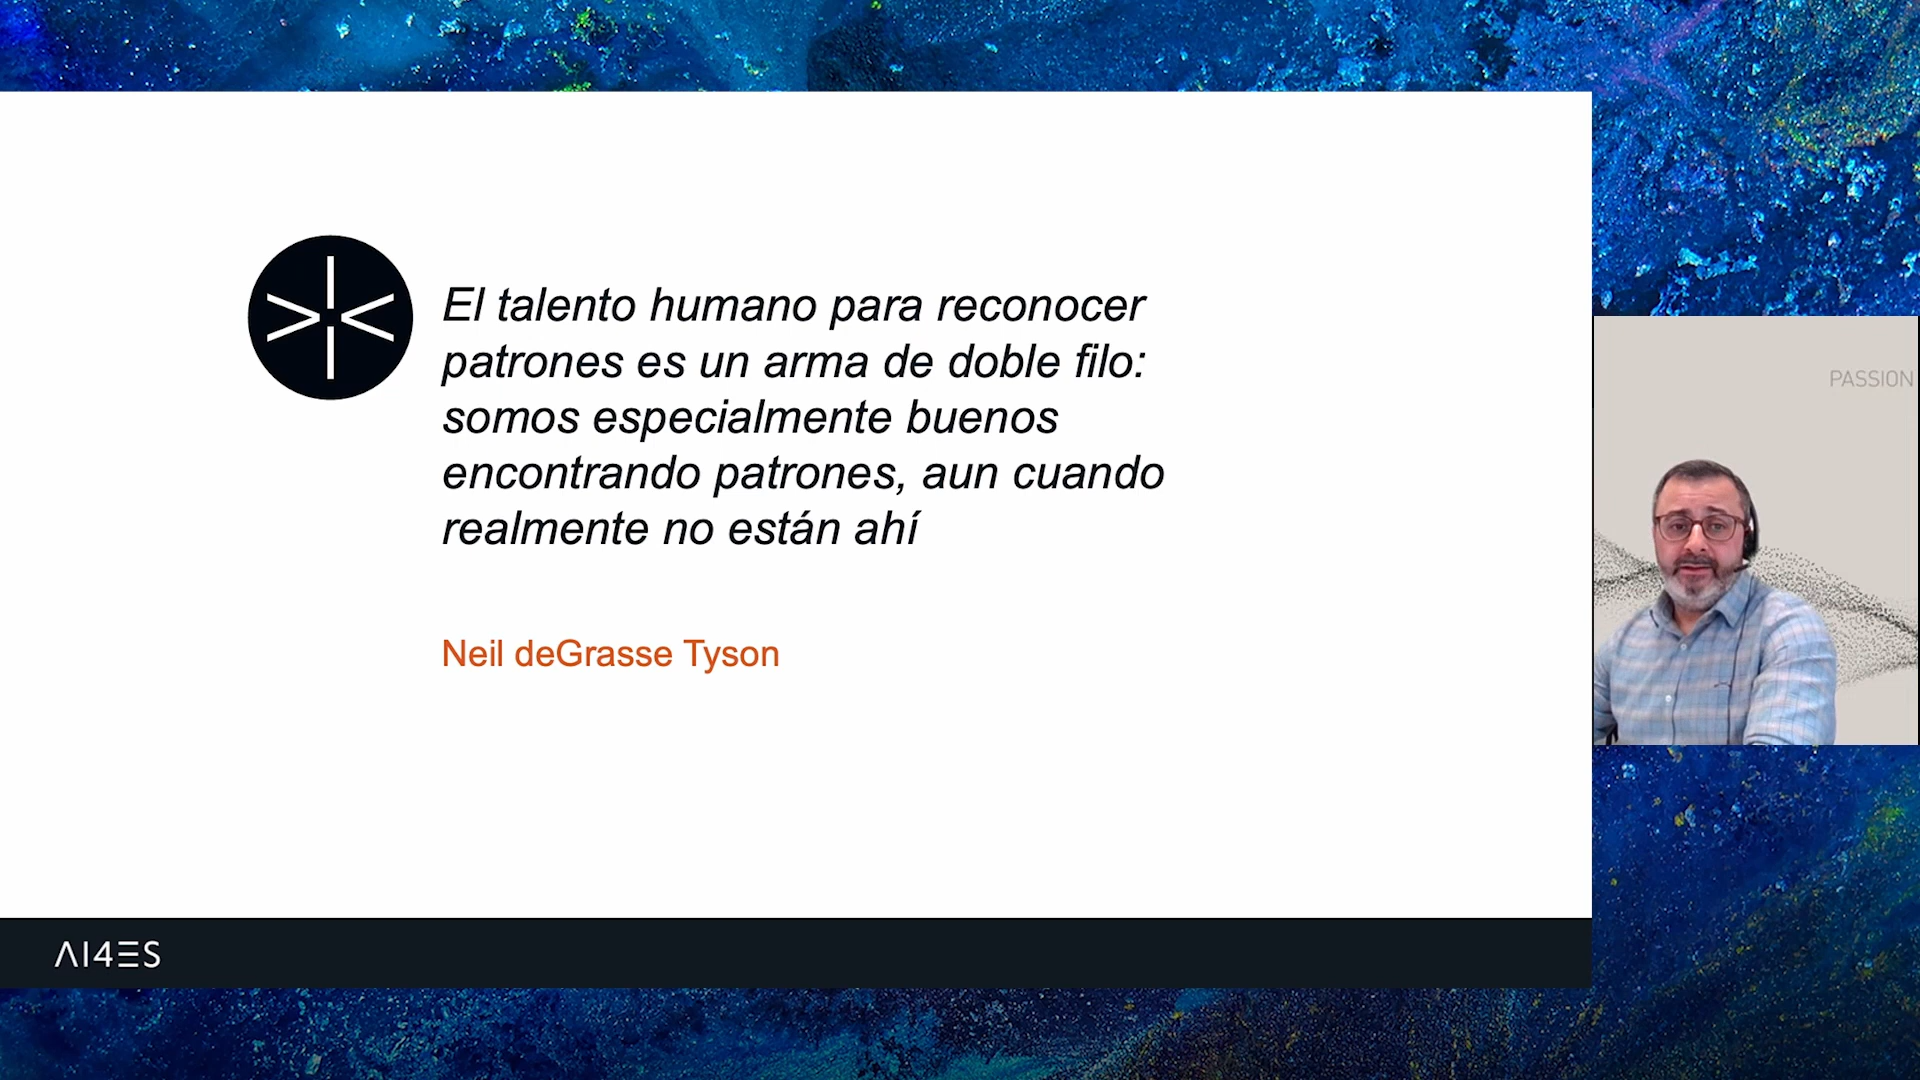 El talento humano para reconocer
patrones es un arma de doble filo:
somos especialmente buenos
encontrando patrones, aun cuando
realmente no están ahí
Neil deGrasse Tyson
PASSION
AI4ES